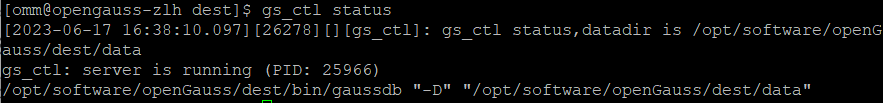 [omm@opengauss-zlh dest]$ gs_ctl status
[2023-06-17 16:38:10.097][26278][][gs_ctl]: gs_ctl status,datadir is /opt/software/openG
auss/dest/data
gs_ctl: server is running (PID: 25966)
/opt/software/openGauss/dest/bin/gaussdb "-D" "/opt/software/openGauss/dest/data"